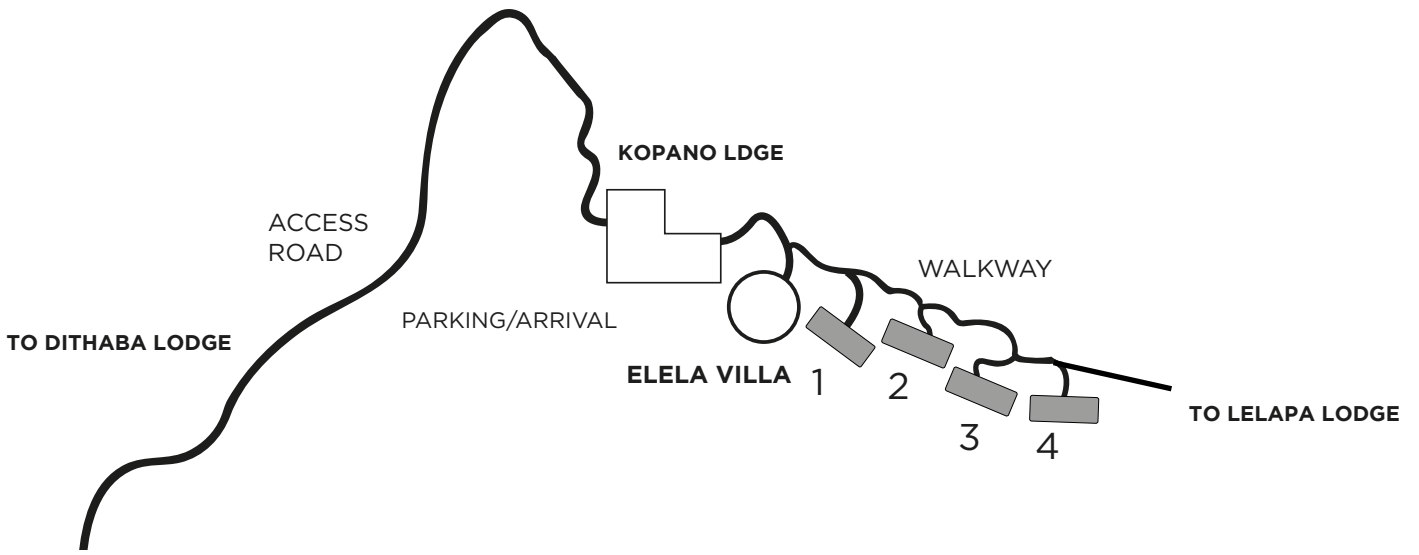 KOPANO LDGE
ACCESS
ROAD
WALKWAY
PARKING/ARRIVAL
TO DITHABA LODGE
ELELA VILLA
1
2
3
4
TO LELAPA LODGE